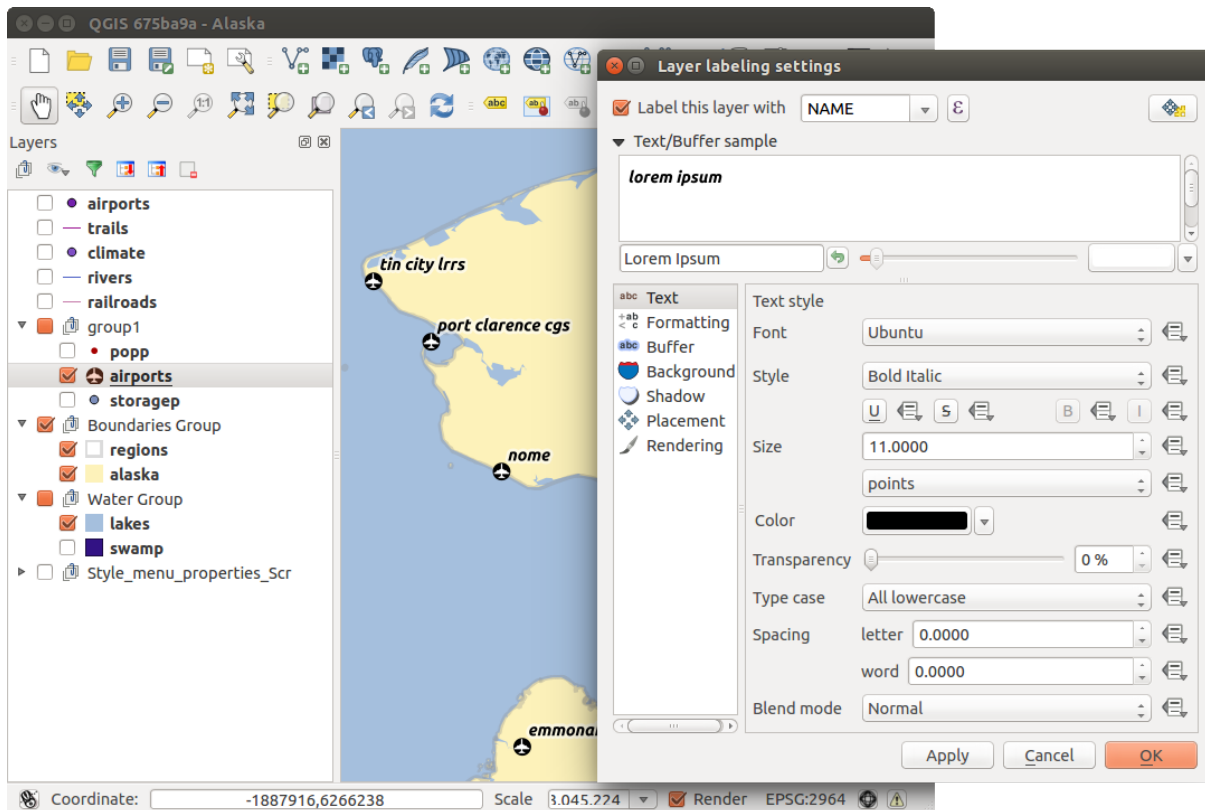 QGIS 675ba9a - Alaska
Layers
airports
trails
climate
rivers
railroads
group1
popp
airports
storagep
Boundaries Group
regions
alaska
Water Group
lakes
swamp
Style_menu_properties_Scr
tin city lrrs
port clarence cgs
nome
emmona
Layer labeling settings
Label this layer with NAME ε
Text/Buffer sample
lorem ipsum
Lorem Ipsum
abc Text
Formatting
abc Buffer
Background
Shadow
Placement
Rendering
Text style
Font Ubuntu
Style Bold Italic
U S B I
Size 11.0000
points
Color
Transparency 0 %
Type case All lowercase
Spacing letter 0.0000
word 0.0000
Blend mode Normal
Apply Cancel OK
Coordinate: -1887916,6266238 Scale 3.045.224 Render EPSG:2964